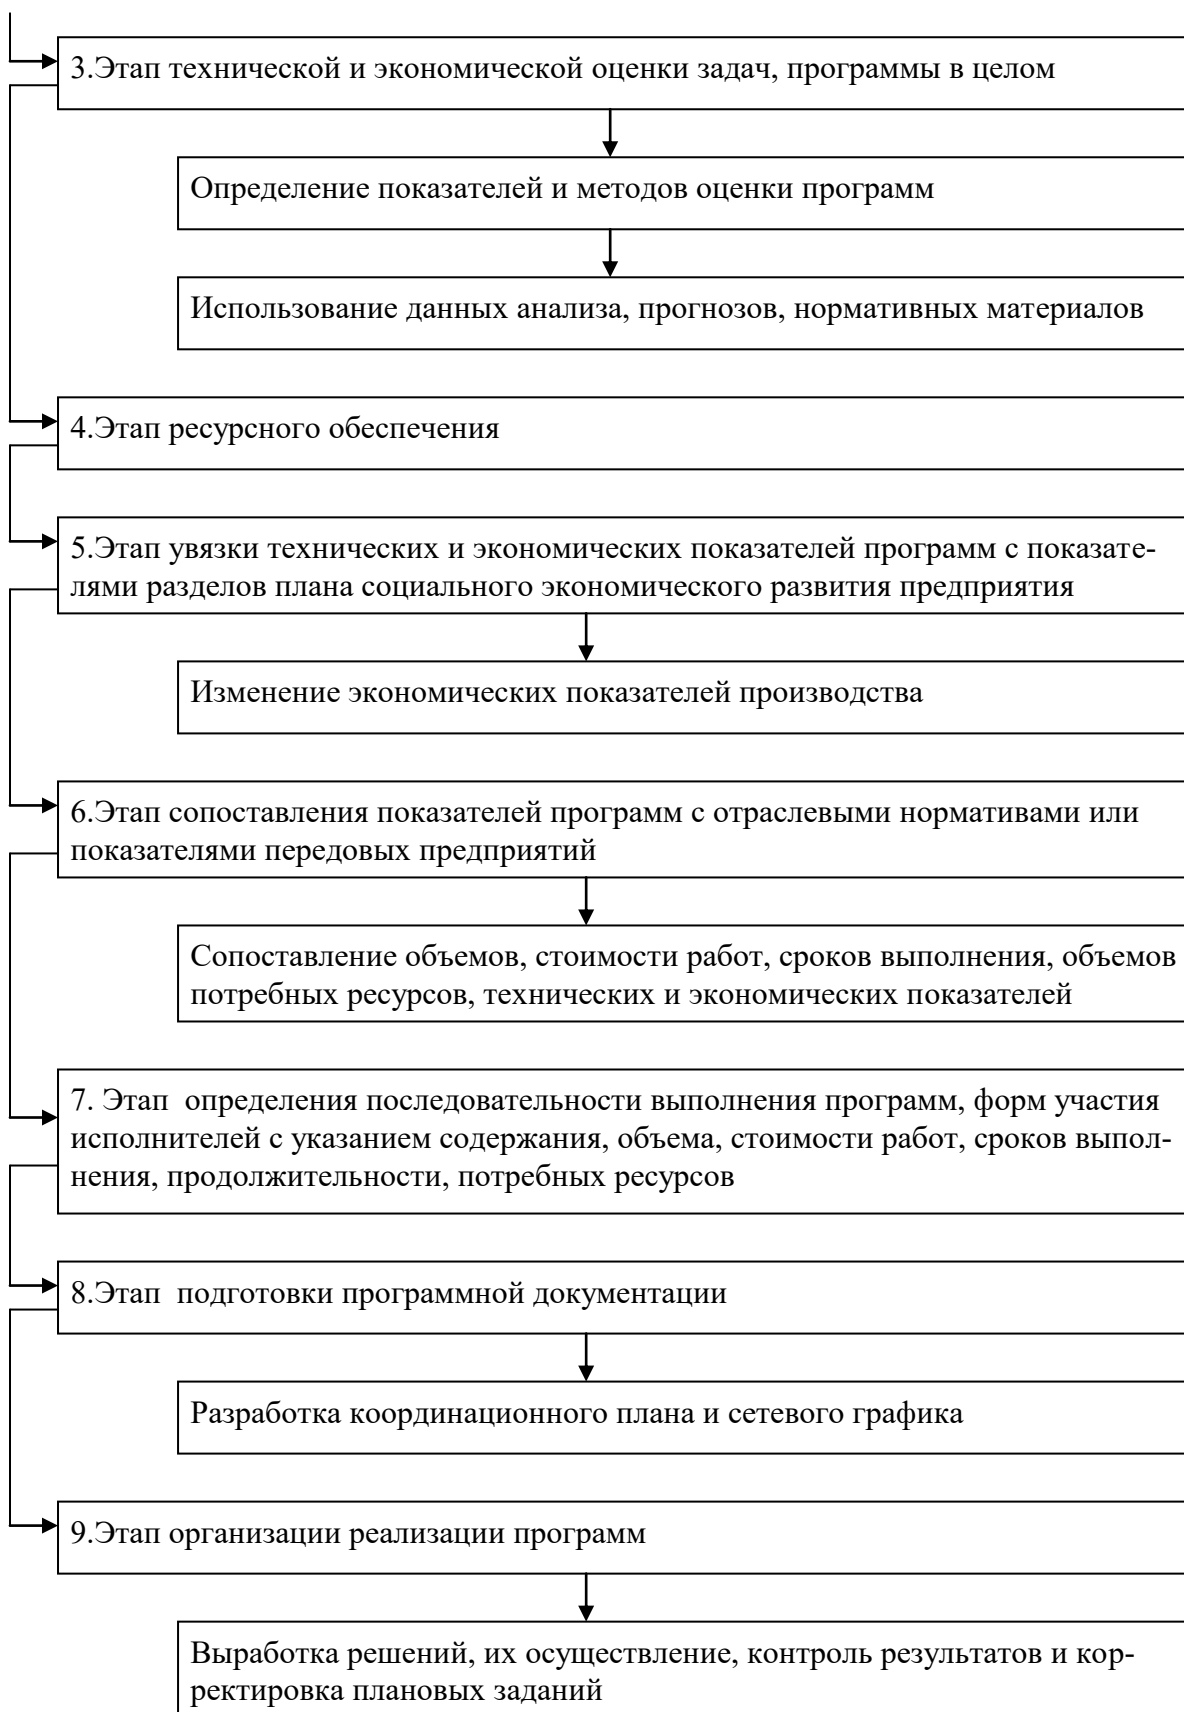 3.Этап технической и экономической оценки задач, программы в целом
Определение показателей и методов оценки программ
Использование данных анализа, прогнозов, нормативных материалов
4.Этап ресурсного обеспечения
5.Этап увязки технических и экономических показателей программ с показате-
лями разделов плана социального экономического развития предприятия
Изменение экономических показателей производства
6.Этап сопоставления показателей программ с отраслевыми нормативами или
показателями передовых предприятий
Сопоставление объемов, стоимости работ, сроков выполнения, объемов
потребных ресурсов, технических и экономических показателей
7. Этап  определения последовательности выполнения программ, форм участия
исполнителей с указанием содержания, объема, стоимости работ, сроков выпол-
нения, продолжительности, потребных ресурсов
8.Этап  подготовки программной документации
Разработка координационного плана и сетевого графика
9.Этап организации реализации программ
Выработка решений, их осуществление, контроль результатов и кор-
ректировка плановых заданий